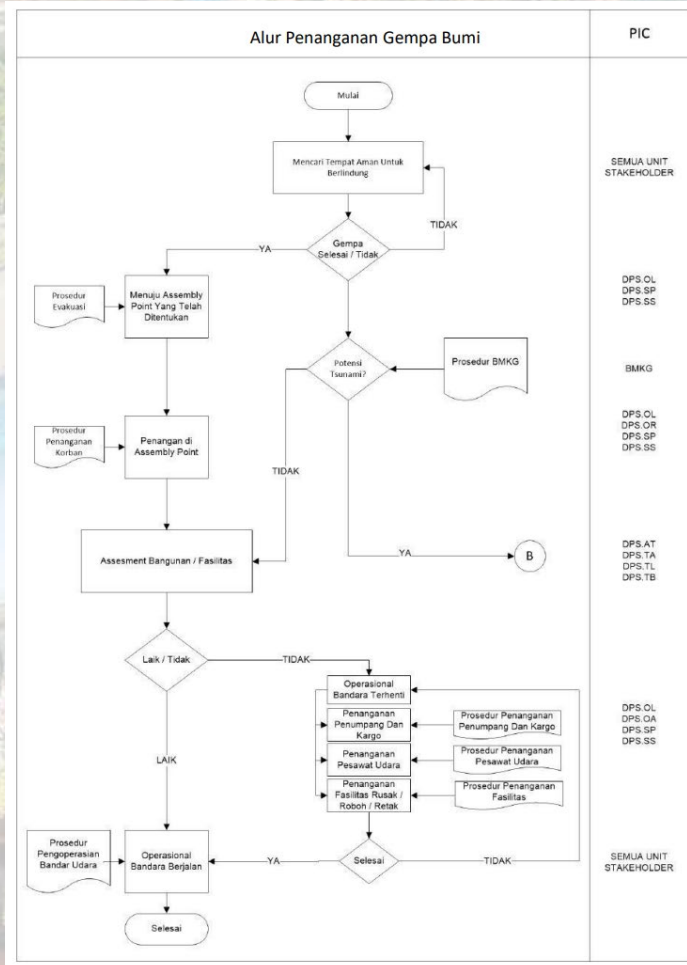 Alur Penanganan Gempa Bumi
PIC
Mulai
Mencari Tempat Aman Untuk
Berlindung
SEMUA UNIT
STAKEHOLDER
TIDAK
Gempa
Selesai / Tidak
YA
Prosedur
Evakuasi
Menuju Assembly
Point Yang Telah
Ditentukan
DPS.OL
DPS.SP
DPS.SS
Potensi
Tsunami?
Prosedur BMKG
BMKG
Prosedur
Penanganan
Korban
Penangan di
Assembly Point
DPS.OL
DPS.OR
DPS.SP
DPS.SS
TIDAK
Assesment Bangunan / Fasilitas
YA
B
DPS.AT
DPS.TA
DPS.TL
DPS.TB
Laik / Tidak
TIDAK
Operasional
Bandara Terhenti
Penanganan
Penumpang Dan
Kargo
Prosedur Penanganan
Penumpang Dan Kargo
Penanganan
Pesawat Udara
Prosedur Penanganan
Pesawat Udara
Penanganan
Fasilitas Rusak /
Roboh / Retak
Prosedur Penanganan
Fasilitas
DPS.OL
DPS.OA
DPS.SP
DPS.SS
LAIK
Prosedur
Pengoperasian
Bandar Udara
Operasional
Bandara Berjalan
YA
Selesai
TIDAK
SEMUA UNIT
STAKEHOLDER
Selesai